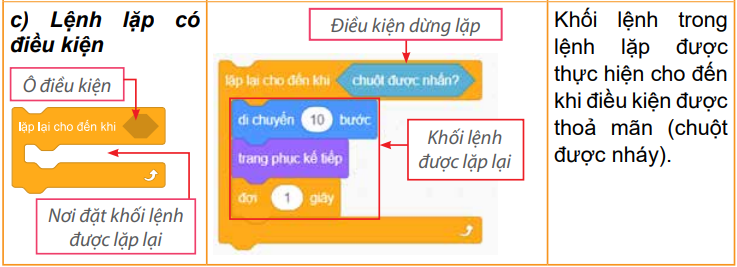 c) Lệnh lặp có
điều kiện
Ô điều kiện
lặp lại cho đến khi
Nơi đặt khối lệnh
được lặp lại
Điều kiện dừng lặp
lặp lại cho đến khi chuột được nhấn?
di chuyển 10 bước
trang phục kế tiếp
đợi 1 giây
Khối lệnh
được lặp lại
Khối lệnh trong
lệnh lặp được
thực hiện cho đến
khi điều kiện được
thoả mãn (chuột
được nháy).